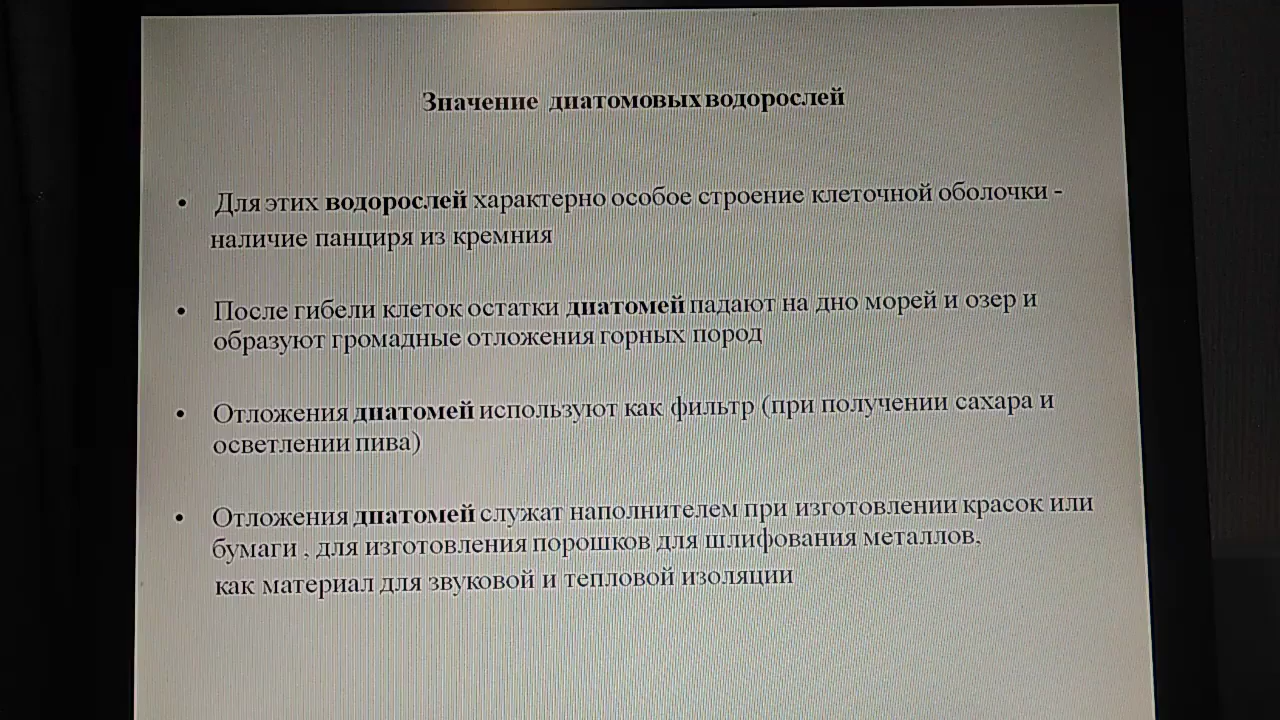 Значение диатомовых водорослей
• Для этих водорослей характерно особое строение клеточной оболочки -
наличие панциря из кремния
• После гибели клеток остатки диатомей падают на дно морей и озер и
образуют громадные отложения горных пород
• Отложения диатомей используют как фильтр (при получении сахара и
осветлении пива)
• Отложения диатомей служат наполнителем при изготовлении красок или
бумаги , для изготовления порошков для шлифования металлов,
как материал для звуковой и тепловой изоляции